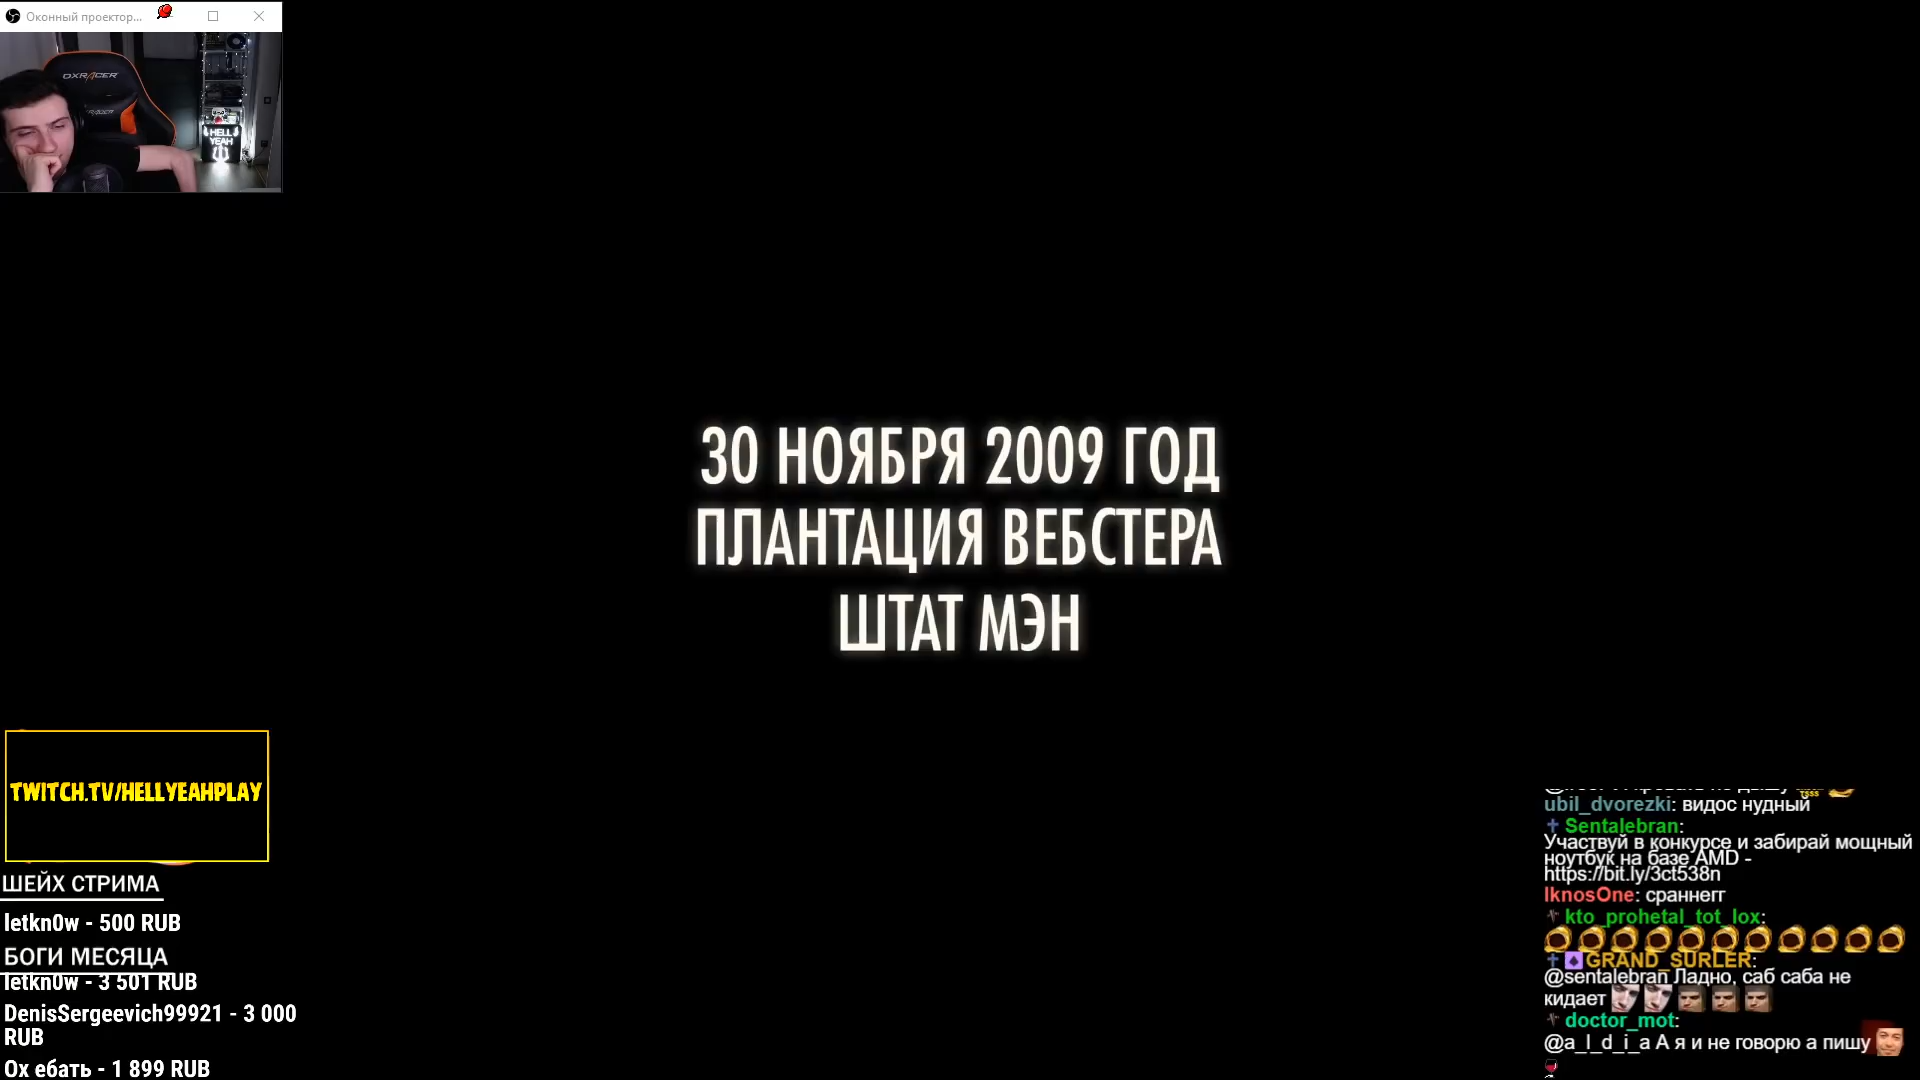 Оконный проектор...
DXRACER
HELL
YEAH
30 НОЯБРЯ 2009 ГОД
ПЛАНТАЦИЯ ВЕБСТЕРА
ШТАТ МЭН
TWITCH.TV/HELLYEAHPLAY
ШЕЙХ СТРИМА
letkn0w - 500 RUB
БОГИ МЕСЯЦА
letkn0w - 3 501 RUB
DenisSergeevich99921 - 3 000
RUB
Ох ебать - 1 899 RUB
ubil_dvorezki: видос нудный
Sentalebran:
Участвуй в конкурсе и забирай мощный
ноутбук на базе AMD -
https://bit.ly/3ct538n
IknosOne: сраннегг
kto_prohetal_tot_lox:
GRAND_SURLER:
@sentalebran Ладно, саб саба не
кидает
doctor_mot:
@a_l_d_i_a А я и не говорю а пишу